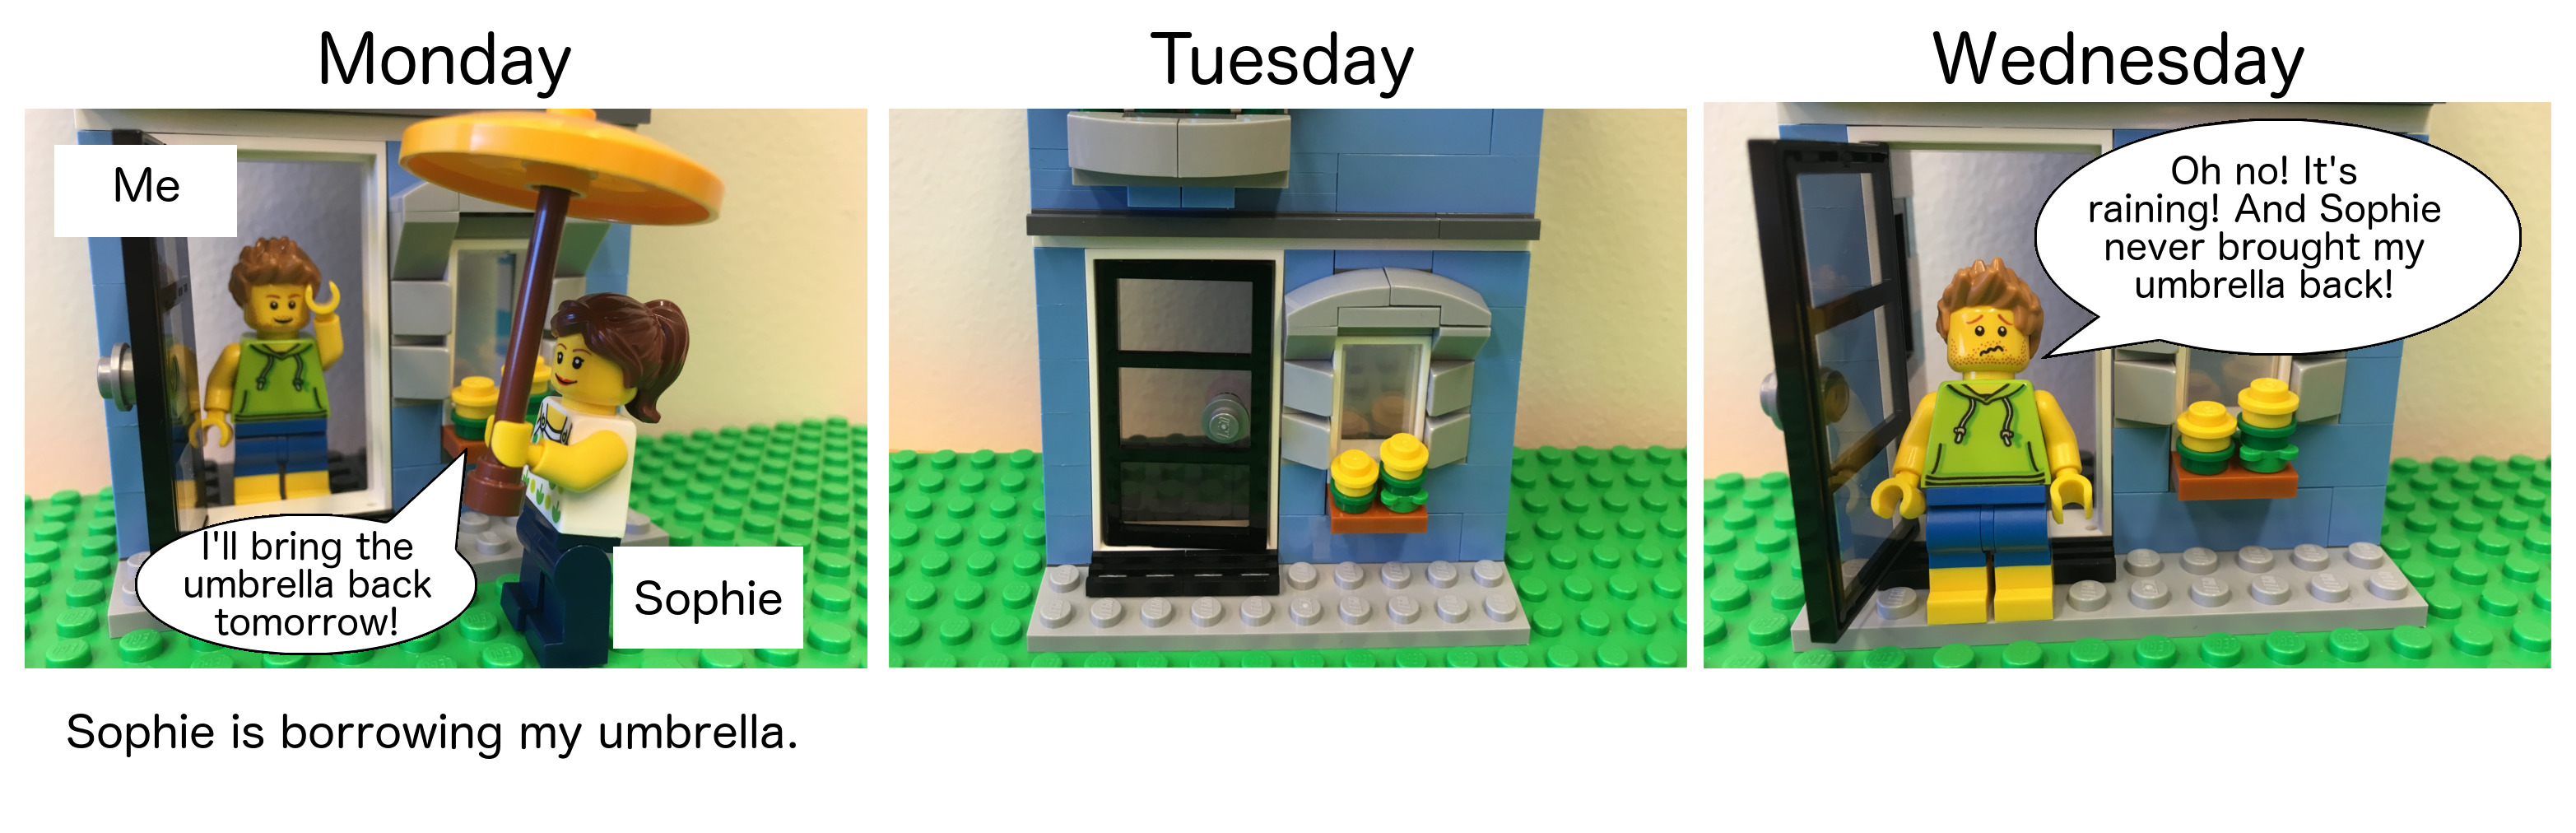 Monday
Tuesday
Wednesday
Me
I'll bring the
umbrella back
tomorrow!
Sophie
Oh no! It's
raining! And Sophie
never brought my
umbrella back!
Sophie is borrowing my umbrella.